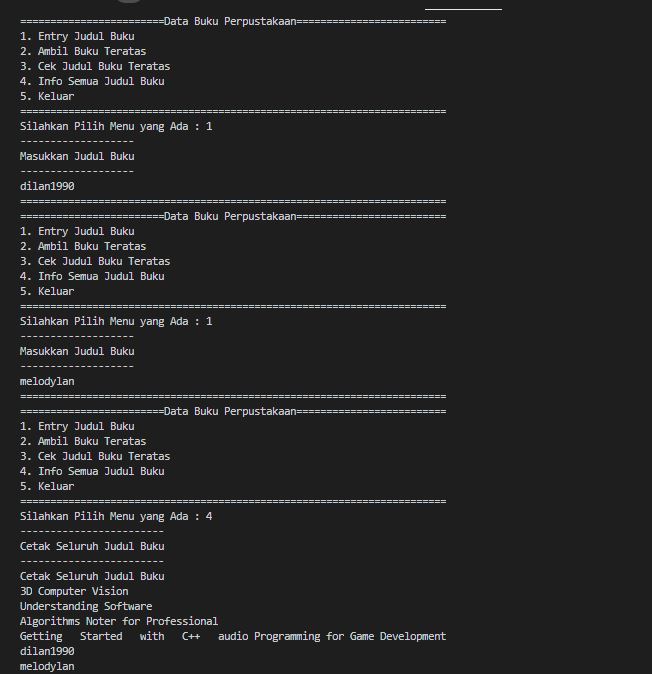 ========================Data Buku Perpustakaan=========================
1. Entry Judul Buku
2. Ambil Buku Teratas
3. Cek Judul Buku Teratas
4. Info Semua Judul Buku
5. Keluar
=======================================================================
Silahkan Pilih Menu yang Ada : 1
-------------------
Masukkan Judul Buku
-------------------
dilan1990
=======================================================================
========================Data Buku Perpustakaan=========================
1. Entry Judul Buku
2. Ambil Buku Teratas
3. Cek Judul Buku Teratas
4. Info Semua Judul Buku
5. Keluar
=======================================================================
Silahkan Pilih Menu yang Ada : 1
-------------------
Masukkan Judul Buku
-------------------
melodylan
=======================================================================
========================Data Buku Perpustakaan=========================
1. Entry Judul Buku
2. Ambil Buku Teratas
3. Cek Judul Buku Teratas
4. Info Semua Judul Buku
5. Keluar
=======================================================================
Silahkan Pilih Menu yang Ada : 4
------------------------
Cetak Seluruh Judul Buku
------------------------
Cetak Seluruh Judul Buku
3D Computer Vision
Understanding Software
Algorithms Noter for Professional
Getting   Started   with   C++   audio Programming for Game Development
dilan1990
melodylan